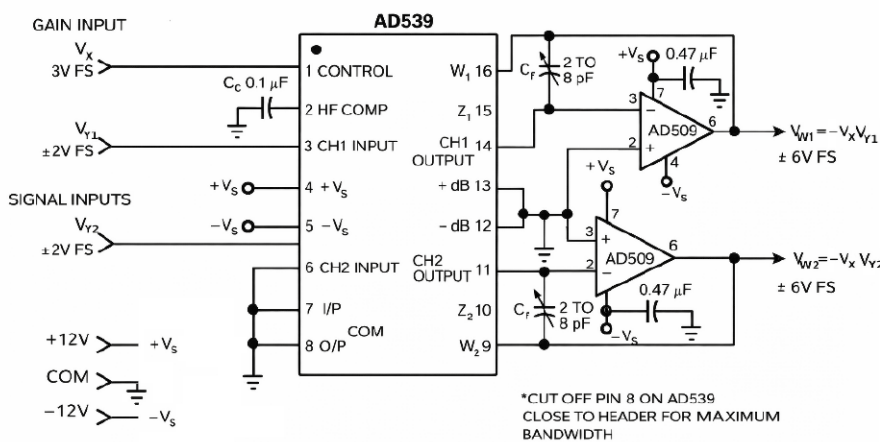 AD539
GAIN INPUT
V_X
3V FS
C_C 0.1 µF
1 CONTROL
2 HF COMP
V_Y1
±2V FS
3 CH1 INPUT
+V_S
4 +V_S
SIGNAL INPUTS
−V_S
5 −V_S
V_Y2
±2V FS
6 CH2 INPUT
7 I/P
COM
8 O/P
+12V
+V_S
COM
−12V
−V_S
W_1 16
Z_1 15
CH1
OUTPUT 14
+ dB 13
− dB 12
CH2
OUTPUT 11
Z_2 10
W_2 9
C_F
2 TO
8 pF
+V_S
0.47 µF
7
3
−
AD509
6
2
+
4
−V_S
V_W1=−V_XV_Y1
± 6V FS
+V_S
7
3
+
AD509
6
2
−
0.47 µF
−V_S
C_F
2 TO
8 pF
V_W2=−V_X V_Y2
± 6V FS
*CUT OFF PIN 8 ON AD539
CLOSE TO HEADER FOR MAXIMUM
BANDWIDTH